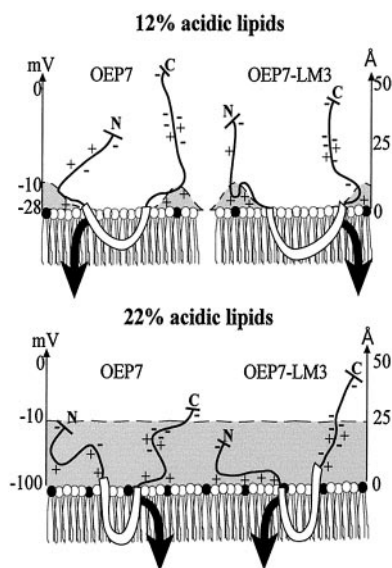 12% acidic lipids
mV
OEP7
OEP7-LM3
Å
0
50
C
C
N
N
25
-10
-28
0
22% acidic lipids
mV
OEP7
OEP7-LM3
Å
0
50
C
C
N
N
-10
25
-100
0